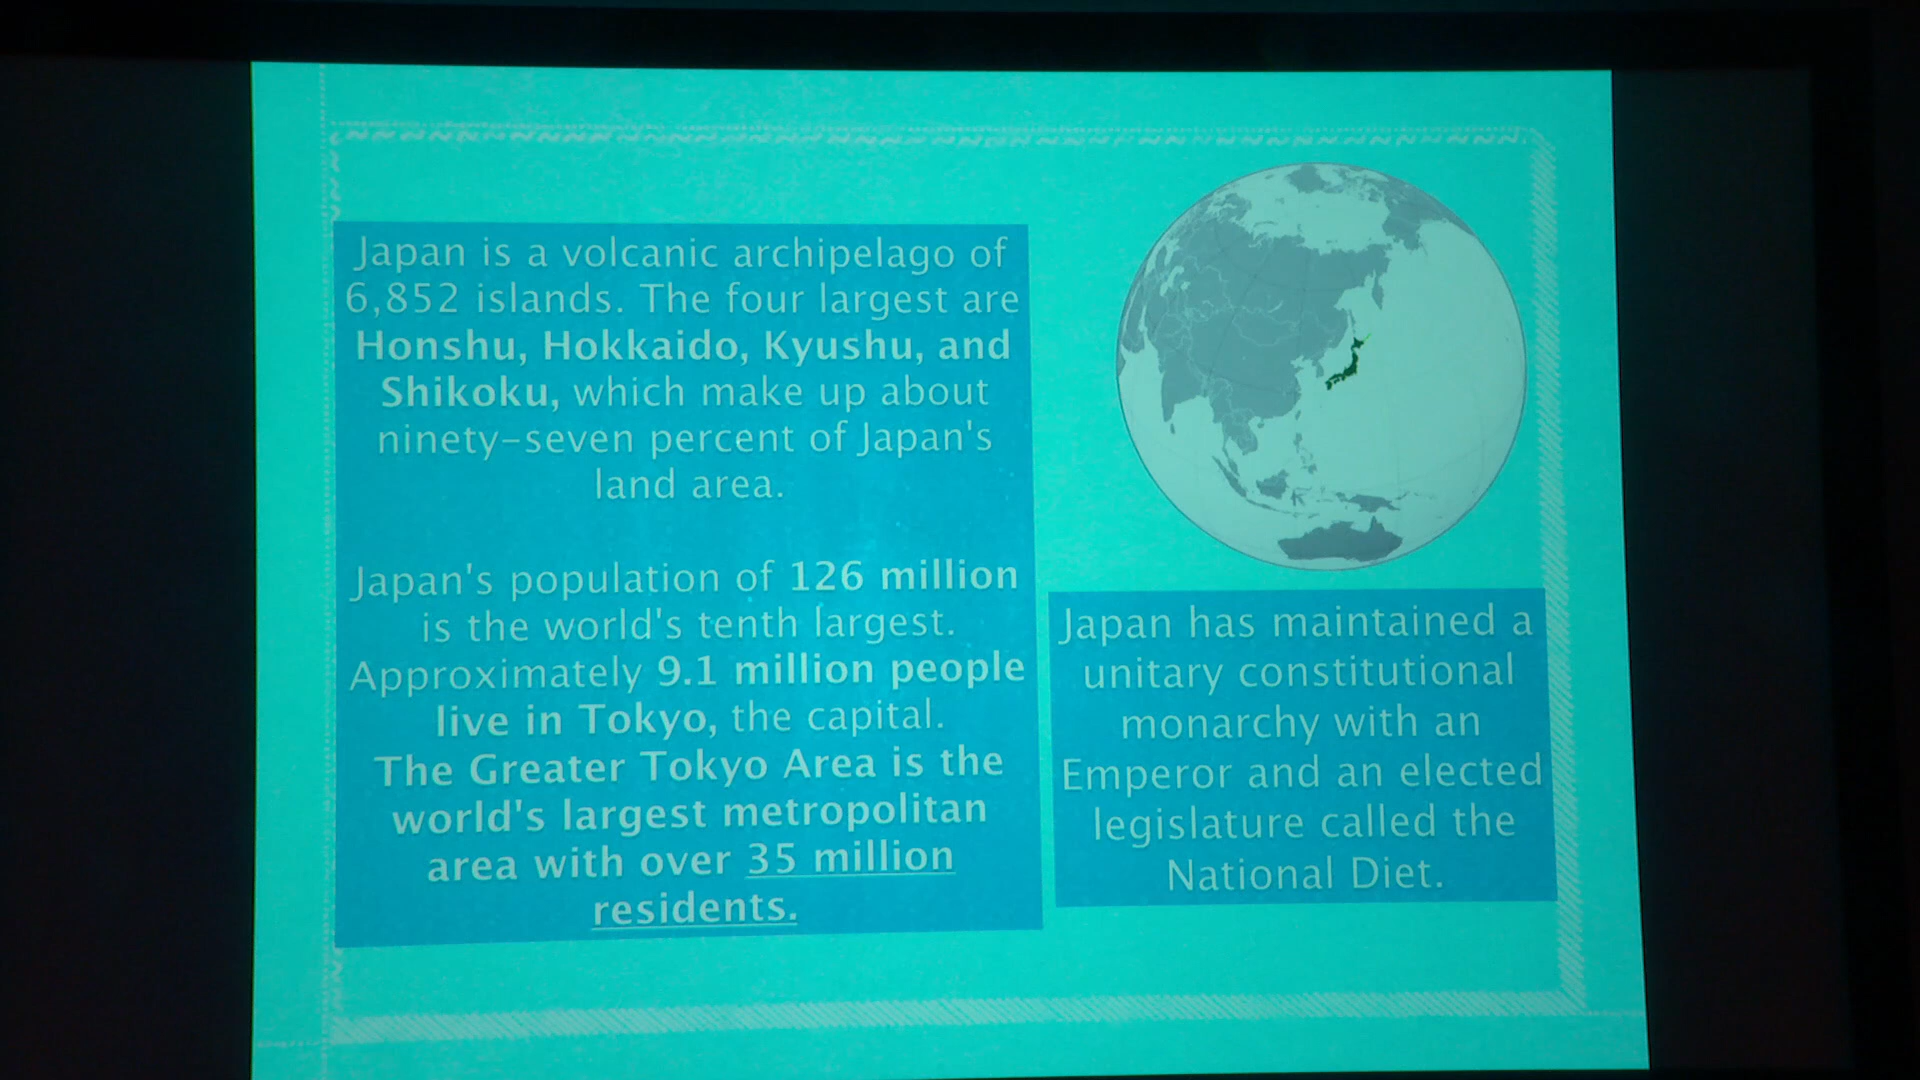 Japan is a volcanic archipelago of
6,852 islands. The four largest are
Honshu, Hokkaido, Kyushu, and
Shikoku, which make up about
ninety-seven percent of Japan's
land area.
Japan's population of 126 million
is the world's tenth largest.
Approximately 9.1 million people
live in Tokyo, the capital.
The Greater Tokyo Area is the
world's largest metropolitan
area with over 35 million
residents.
Japan has maintained a
unitary constitutional
monarchy with an
Emperor and an elected
legislature called the
National Diet.